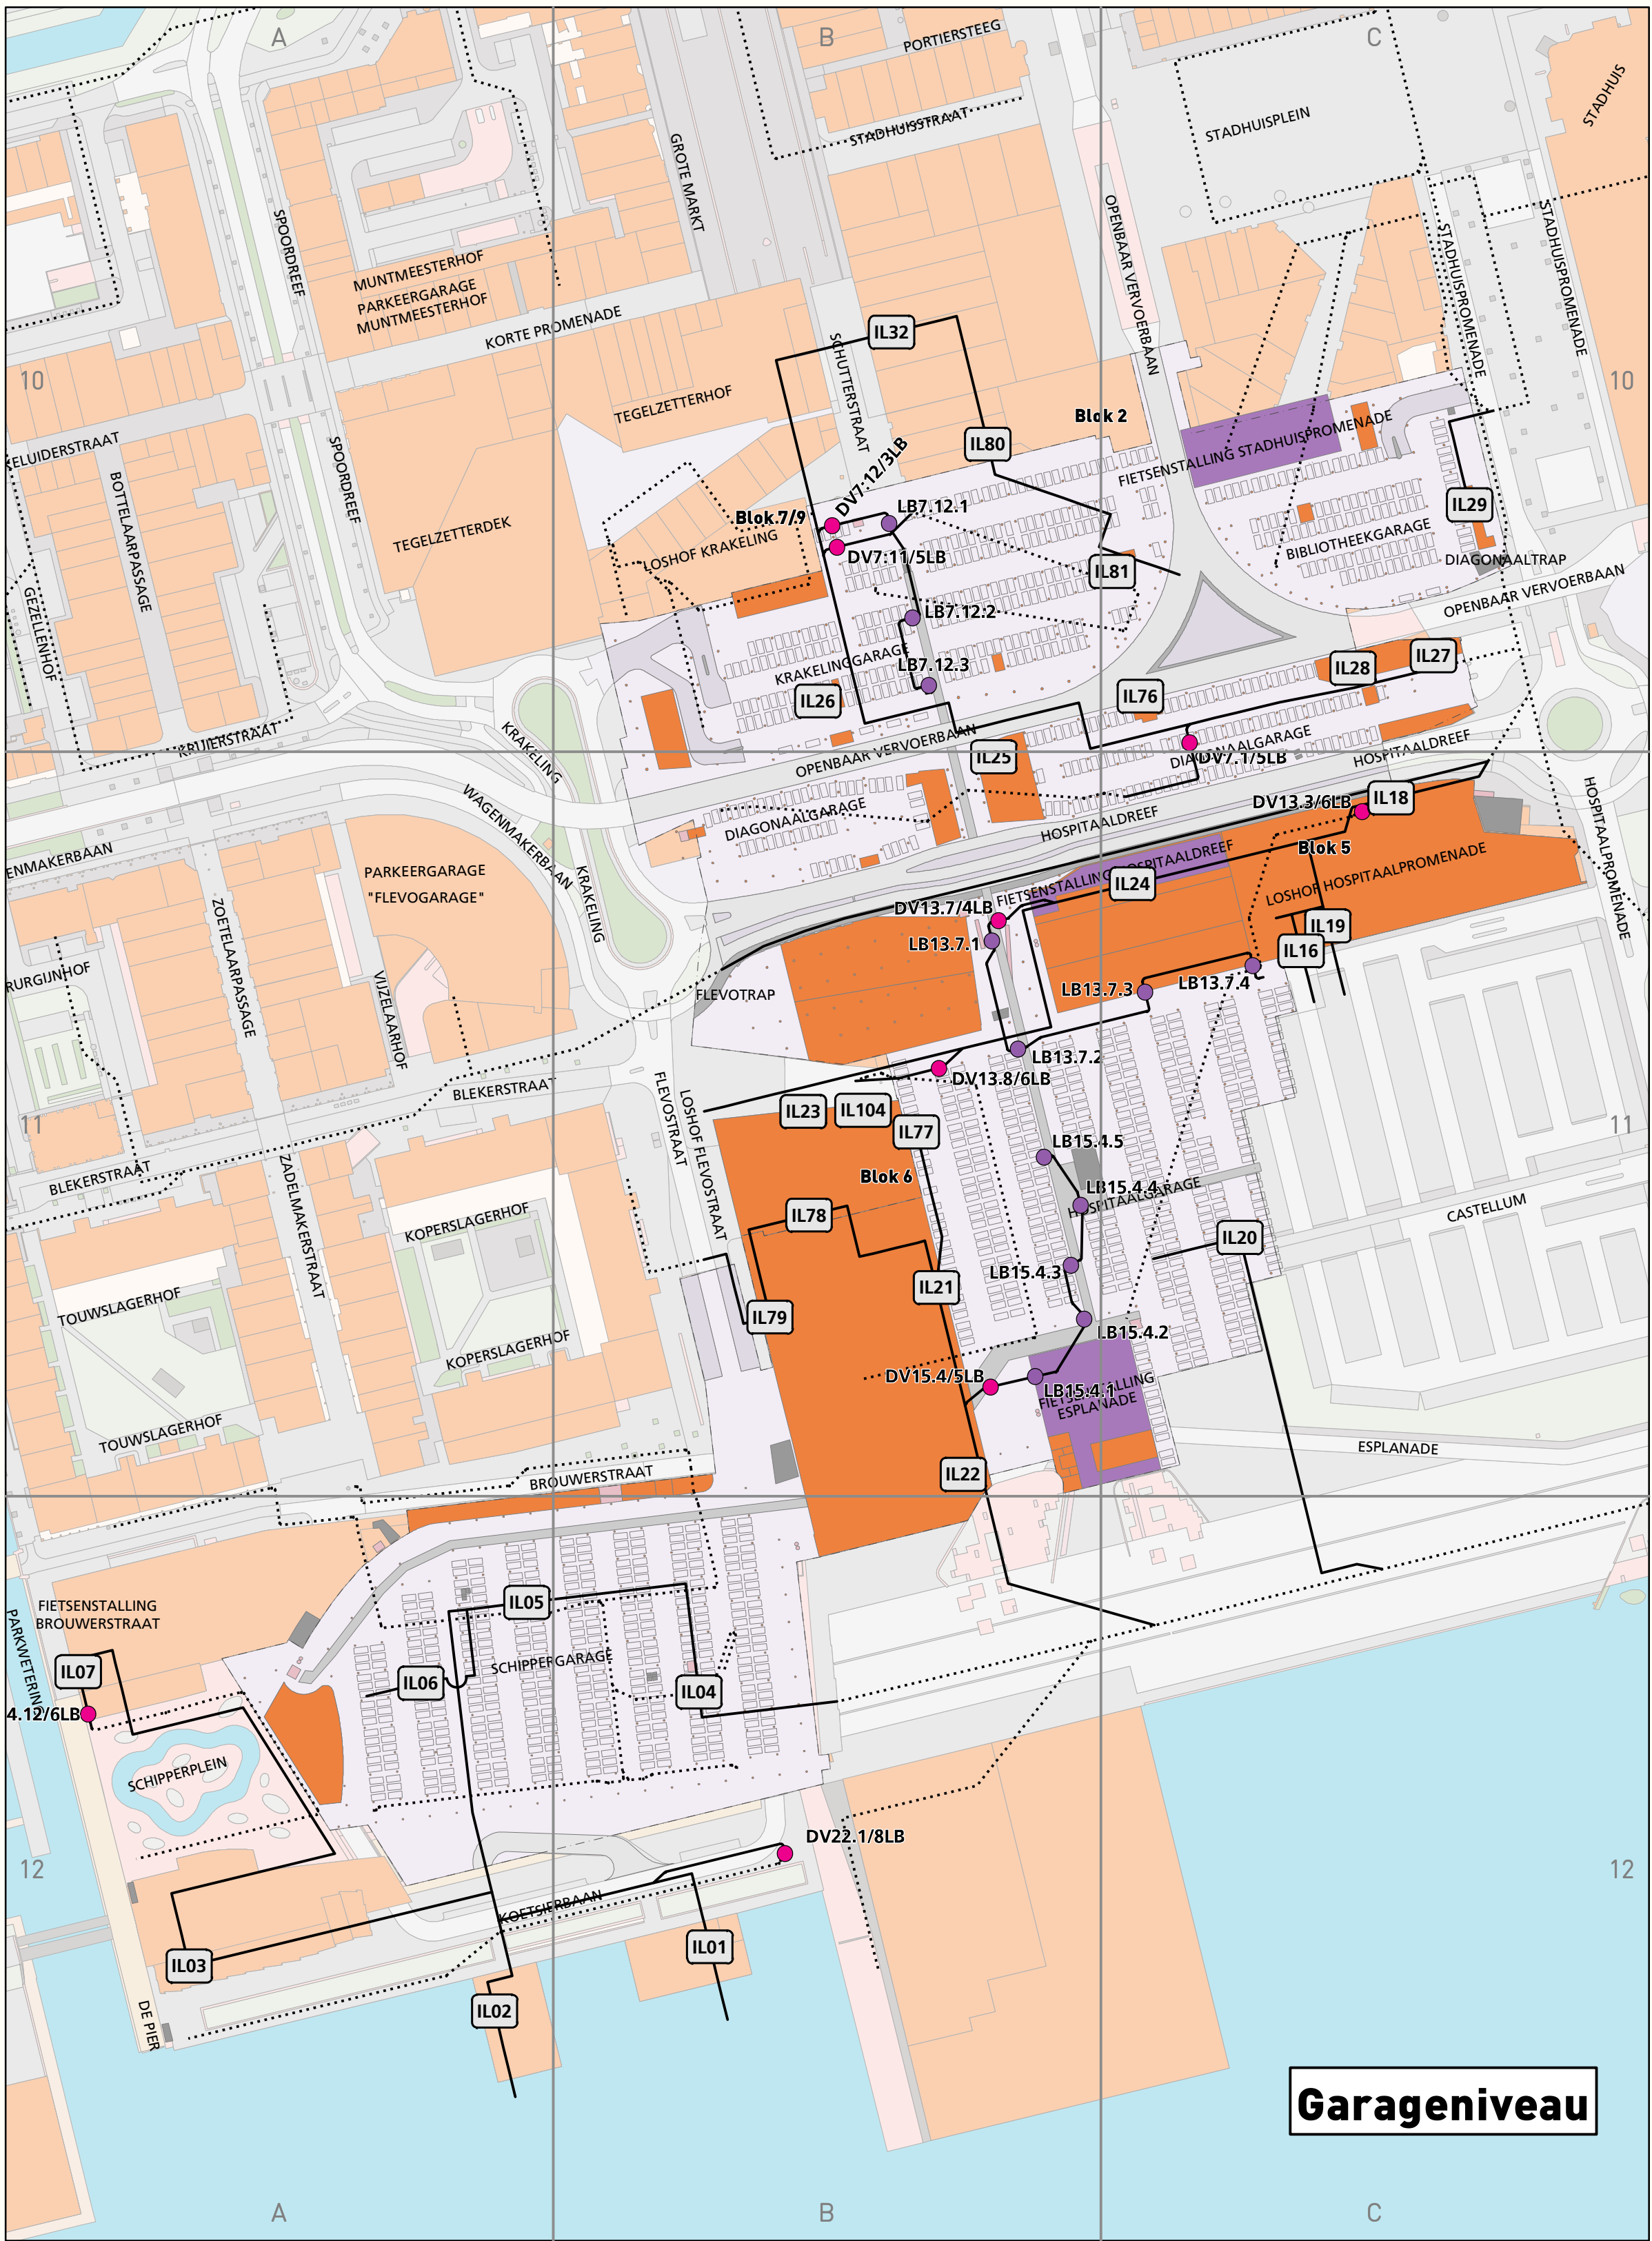 A
B
C
PORTIERSTEEG
STADHUISSTRAAT
STADHUISPLEIN
STADHUIS
GROTE MARKT
OPENBAAR VERVOERBAAN
STADHUISPROMENADE
STADHUISPROMENADE
SPOORDREEF
MUNTMEESTERHOF
PARKEERGARAGE
MUNTMEESTERHOF
KORTE PROMENADE
SCHUTTERSTRAAT
IL32
10
10
TEGELZETTERHOF
Blok 2
IL80
FIETSENSTALLING STADHUISPROMENADE
ELUIDERSTRAAT
BOTTELAARPASSAGE
SPOORDREEF
TEGELZETTERDEK
DV7.12/3LB
LB7.12.1
IL29
Blok 7/9
LOSHOF KRAKELING
DV7.11/5LB
BIBLIOTHEEKGARAGE
DIAGONAALTRAP
IL81
OPENBAAR VERVOERBAAN
GEZELLENHOF
LB7.12.2
KRAKELINGGARAGE
LB7.12.3
IL27
IL28
IL26
IL76
KRUIERSTRAAT
KRAKELING
OPENBAAR VERVOERBAAN
IL25
DIAGONAALGARAGE
DV7.1/5LB
HOSPITAALDREEF
HOSPITAALPROMENADE
WAGENMAKERBAAN
DIAGONAALGARAGE
HOSPITAALDREEF
DV13.3/6LB
IL18
ENMAKERBAAN
PARKEERGARAGE
"FLEVOGARAGE"
KRAKELING
Blok 5
FIETSENSTALLING HOSPITAALDREEF
IL24
LOSHOF HOSPITAALPROMENADE
DV13.7/4LB
LB13.7.1
IL19
IL16
ZOETELAARPASSAGE
RURGIJNHOF
VIJZELAARHOF
FLEVOTRAP
LB13.7.3
LB13.7.4
LB13.7.2
DV13.8/6LB
BLEKERSTRAAT
FLEVOSTRAAT
LOSHOF FLEVOSTRAAT
IL23
IL104
IL77
11
11
LB15.4.5
BLEKERSTRAAT
Blok 6
LB15.4.4
HOSPITAALGARAGE
CASTELLUM
ZADELMAKERSTRAAT
KOPERSLAGERHOF
IL78
IL20
LB15.4.3
IL21
TOUWSLAGERHOF
IL79
LB15.4.2
KOPERSLAGERHOF
DV15.4/5LB
LB15.4.1
FIETSENSTALLING
ESPLANADE
TOUWSLAGERHOF
ESPLANADE
BROUWERSTRAAT
IL22
FIETSENSTALLING
BROUWERSTRAAT
IL05
PARKWETERING
IL07
SCHIPPERGARAGE
IL06
IL04
4.12/6LB
SCHIPPERPLEIN
DV22.1/8LB
12
12
KOETSIERBAAN
IL01
IL03
IL02
DE PIER
Garageniveau
A
B
C